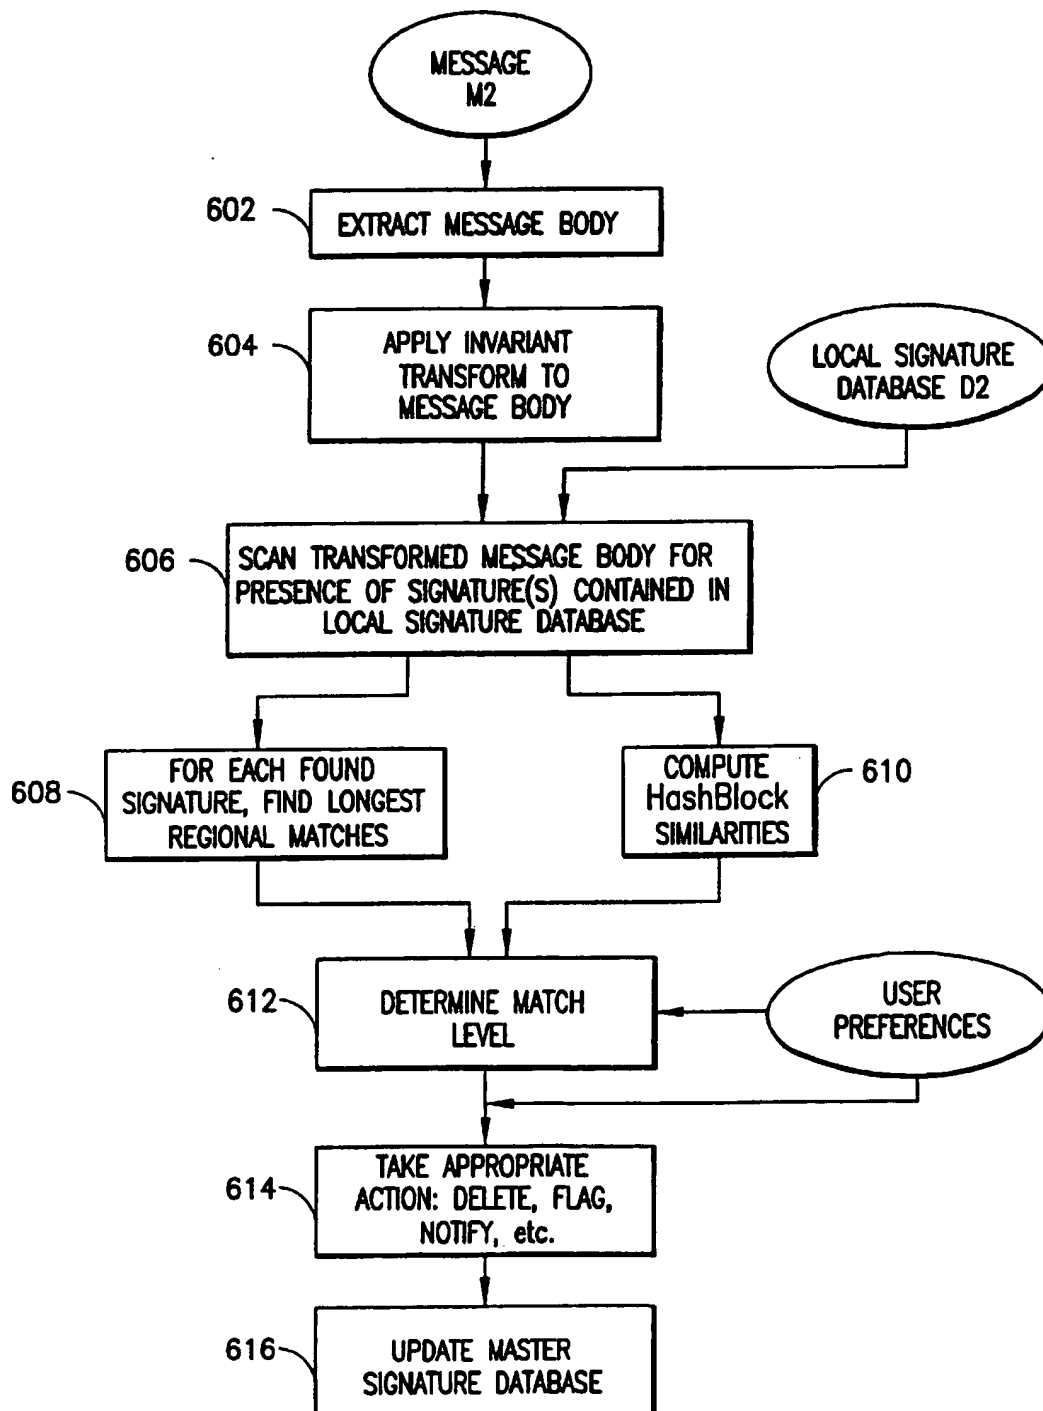 MESSAGE
M2
602
EXTRACT MESSAGE BODY
604
APPLY INVARIANT
TRANSFORM TO
MESSAGE BODY
LOCAL SIGNATURE
DATABASE D2
606
SCAN TRANSFORMED MESSAGE BODY FOR
PRESENCE OF SIGNATURE(S) CONTAINED IN
LOCAL SIGNATURE DATABASE
608
FOR EACH FOUND
SIGNATURE, FIND LONGEST
REGIONAL MATCHES
COMPUTE
HashBlock
SIMILARITIES
610
612
DETERMINE MATCH
LEVEL
USER
PREFERENCES
614
TAKE APPROPRIATE
ACTION: DELETE, FLAG,
NOTIFY, etc.
616
UPDATE MASTER
SIGNATURE DATABASE